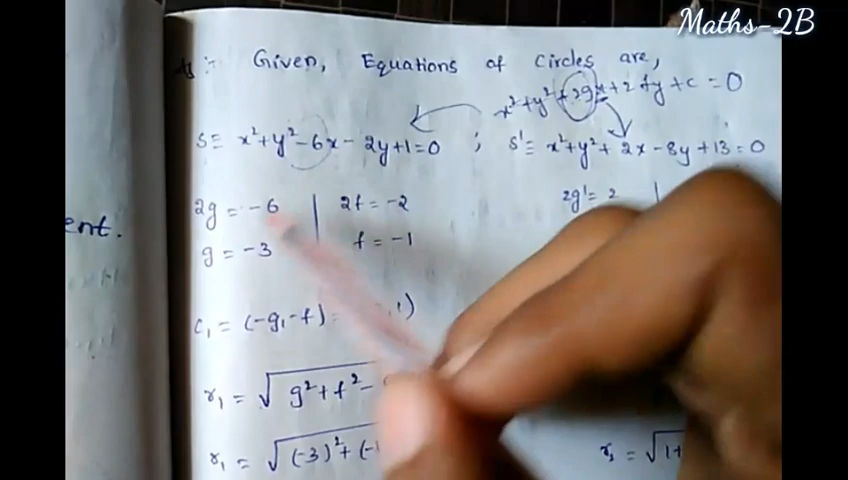 Maths-2B
Given, Equations of Circles are,
x²+y²+2gx+2fy+c=0
S≡ x²+y²-6x-2y+1=0 ; S'≡ x²+y²+2x-8y+13=0
2g=-6 | 2f=-2 2g'=2 |
ent.
g=-3 f=-1
c₁=(-g,-f)= ,1)
r₁=√g²+f²-
r₁=√(-3)²+(-1 r₂=√1+